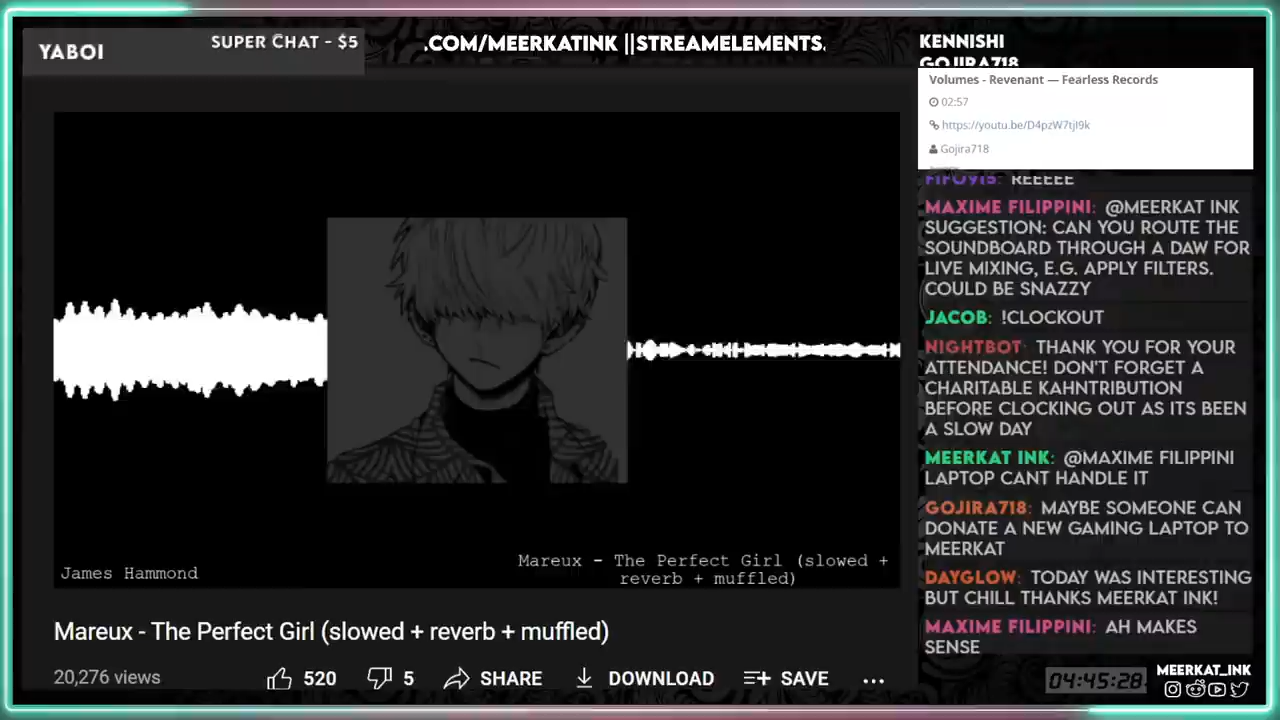 YABOI
SUPER CHAT - $5
.COM/MEERKATINK ||STREAMELEMENTS.
KENNISHI
GOJIRA718
Volumes - Revenant — Fearless Records
02:57
https://youtu.be/D4pzW7tjI9k
Gojira718
FIFO915: REEEEE
MAXIME FILIPPINI: @MEERKAT INK
SUGGESTION: CAN YOU ROUTE THE
SOUNDBOARD THROUGH A DAW FOR
LIVE MIXING, E.G. APPLY FILTERS.
COULD BE SNAZZY
JACOB: !CLOCKOUT
NIGHTBOT: THANK YOU FOR YOUR
ATTENDANCE! DON'T FORGET A
CHARITABLE KAHNTRIBUTION
BEFORE CLOCKING OUT AS ITS BEEN
A SLOW DAY
MEERKAT INK: @MAXIME FILIPPINI
LAPTOP CANT HANDLE IT
GOJIRA718: MAYBE SOMEONE CAN
DONATE A NEW GAMING LAPTOP TO
MEERKAT
DAYGLOW: TODAY WAS INTERESTING
BUT CHILL THANKS MEERKAT INK!
MAXIME FILIPPINI: AH MAKES
SENSE
James Hammond
Mareux - The Perfect Girl (slowed +
reverb + muffled)
Mareux - The Perfect Girl (slowed + reverb + muffled)
20,276 views
520
5
SHARE
DOWNLOAD
SAVE
04:45:28
MEERKAT_INK